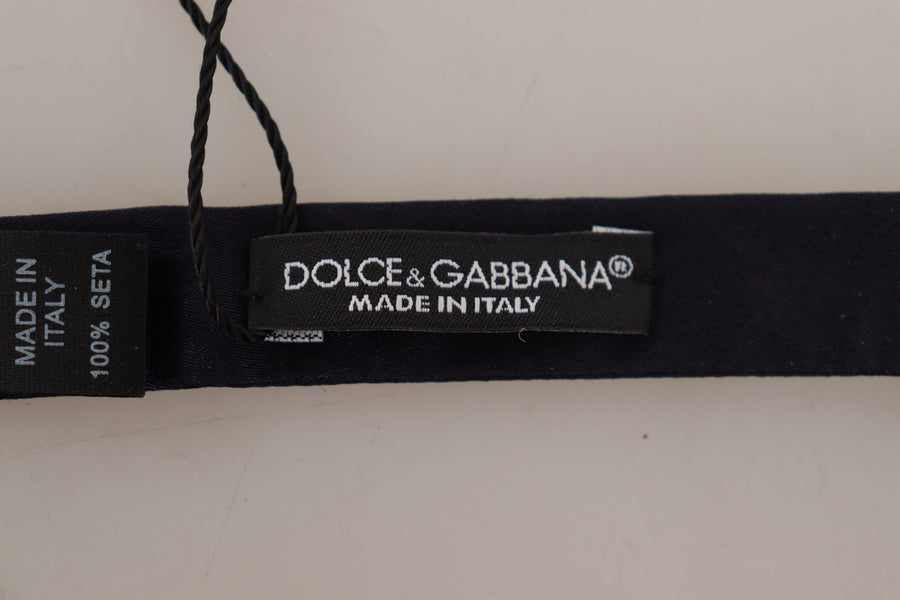 MADE IN
ITALY
100% SETA
DOLCE & GABBANA®
MADE IN ITALY